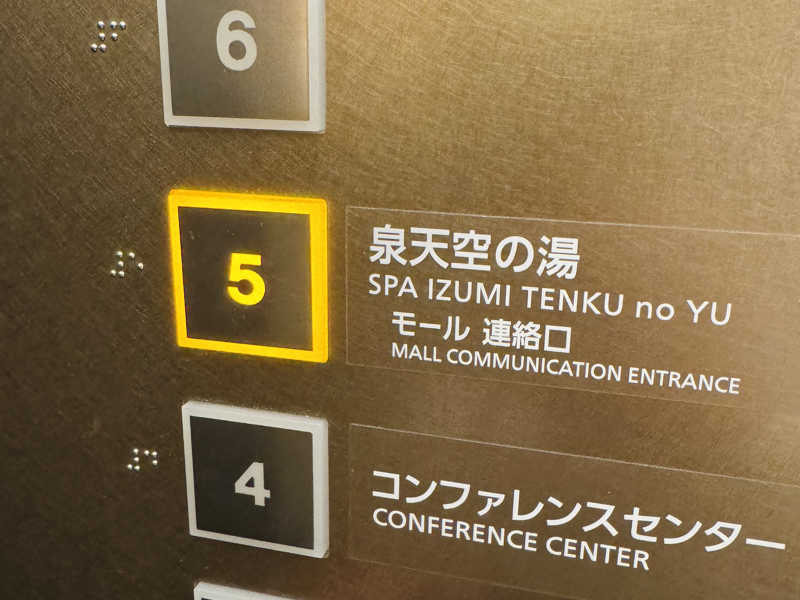 6
5
泉天空の湯
SPA IZUMI TENKU no YU
モール 連絡口
MALL COMMUNICATION ENTRANCE
4
コンファレンスセンター
CONFERENCE CENTER